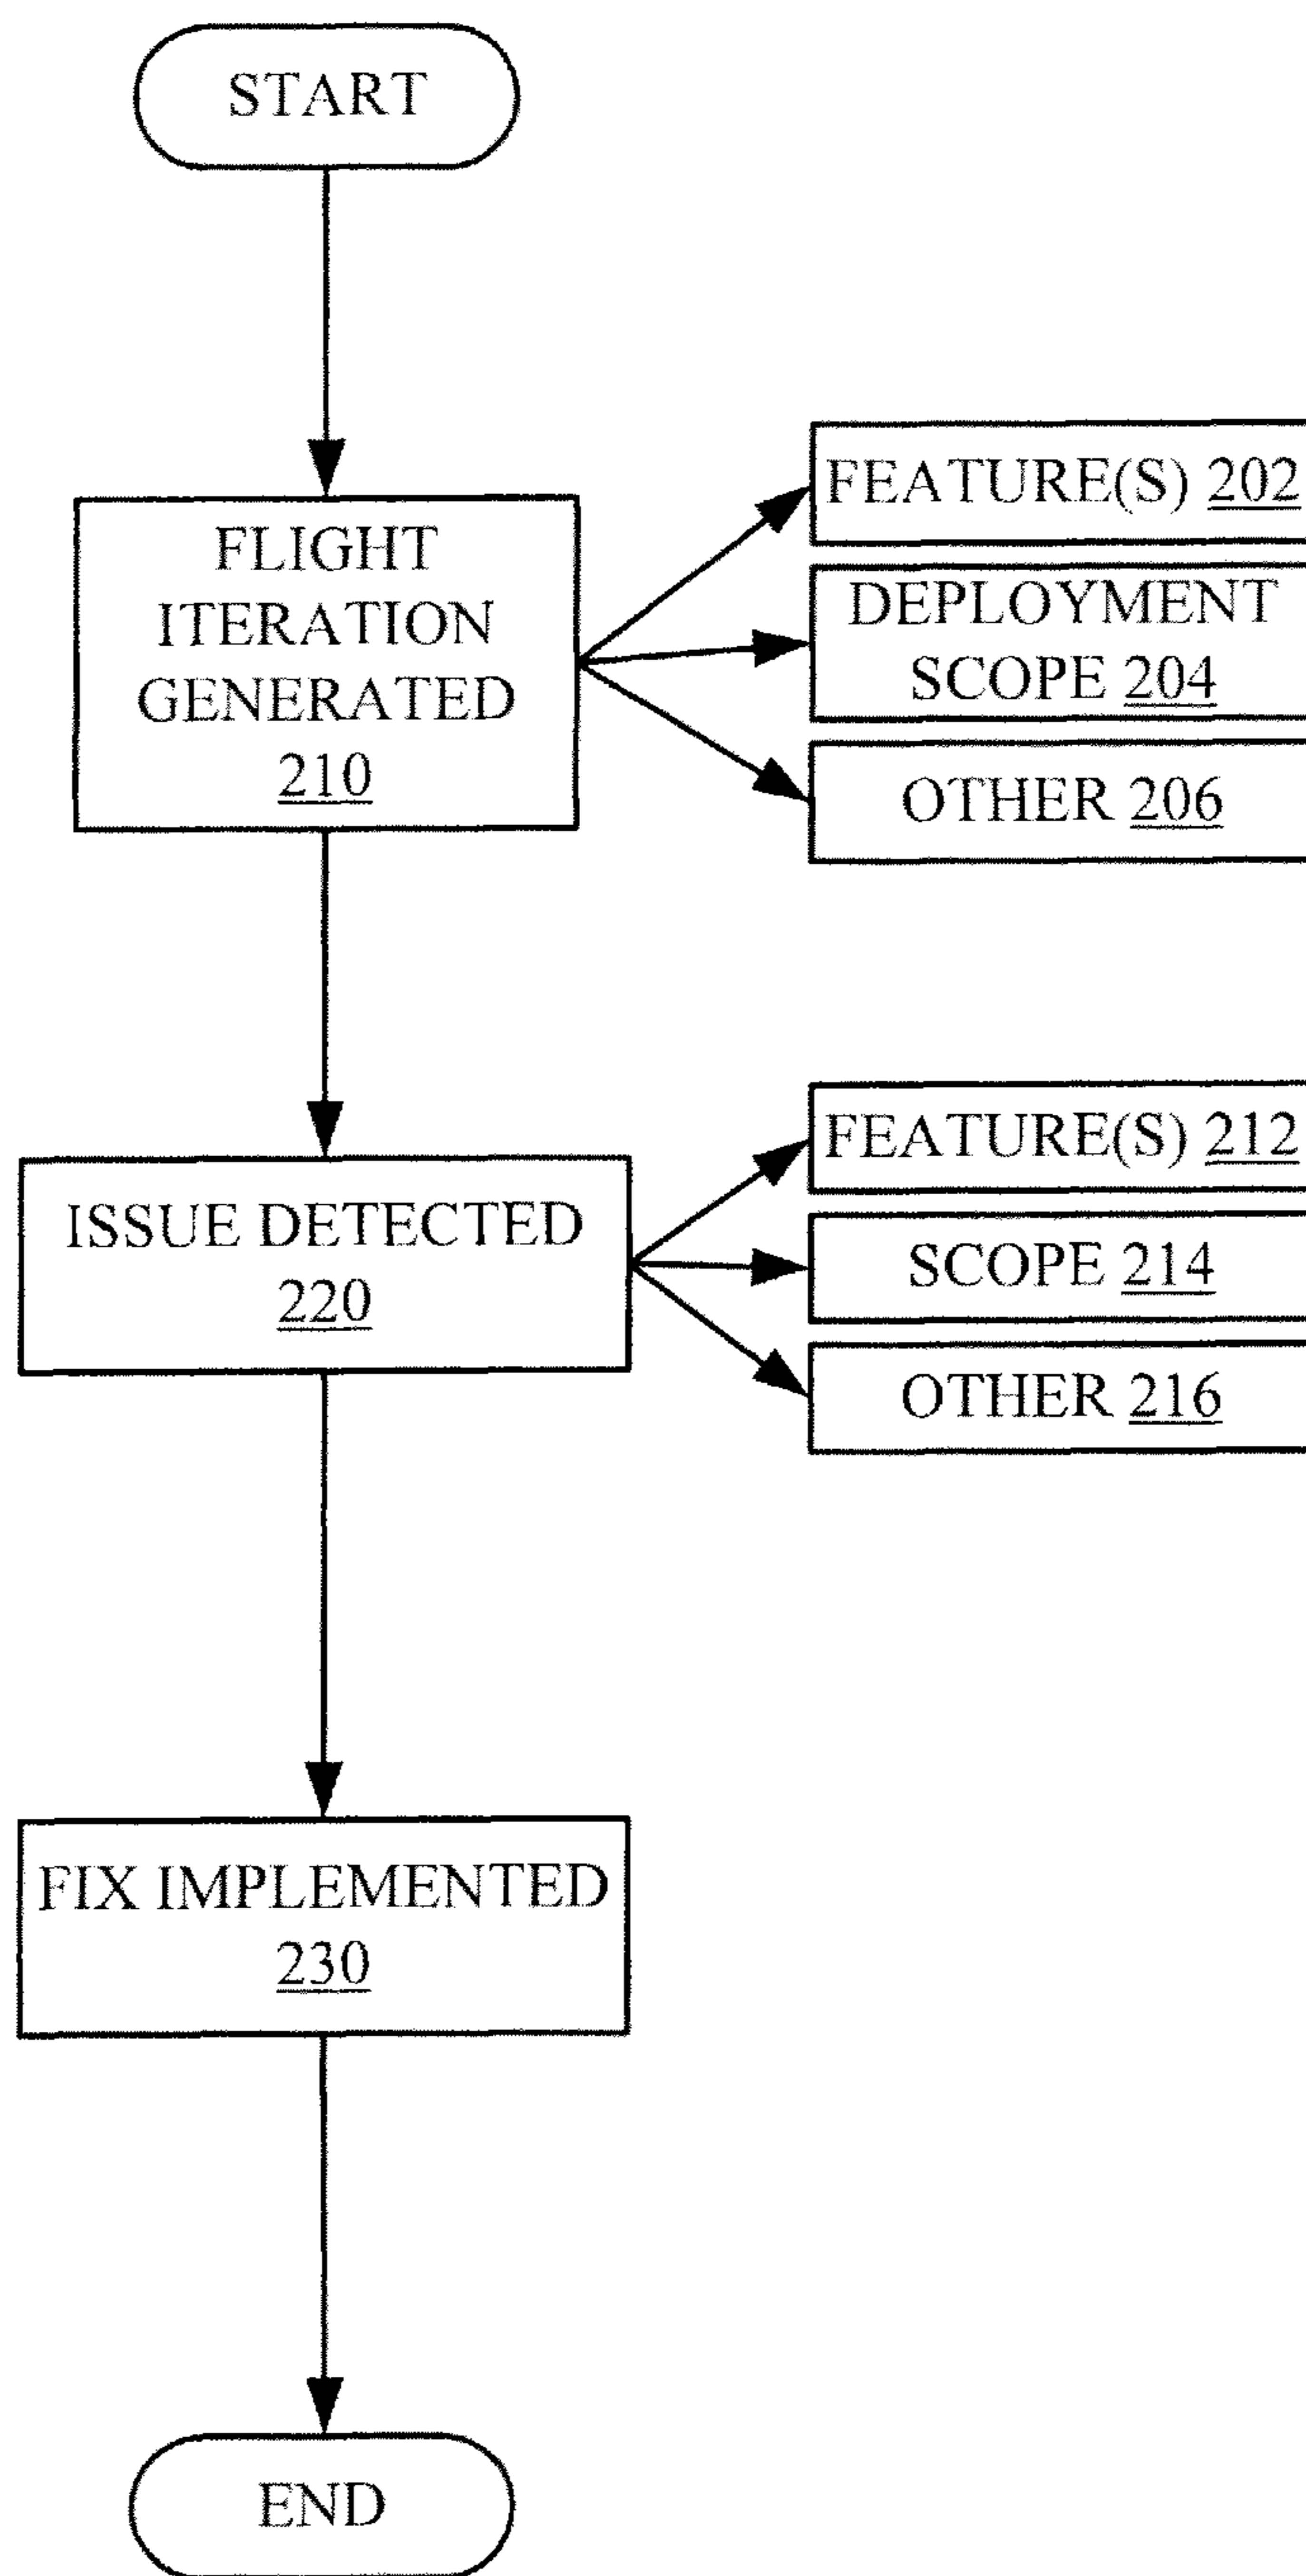 START
FLIGHT
ITERATION
GENERATED
210
FEATURE(S) 202
DEPLOYMENT
SCOPE 204
OTHER 206
ISSUE DETECTED
220
FEATURE(S) 212
SCOPE 214
OTHER 216
FIX IMPLEMENTED
230
END